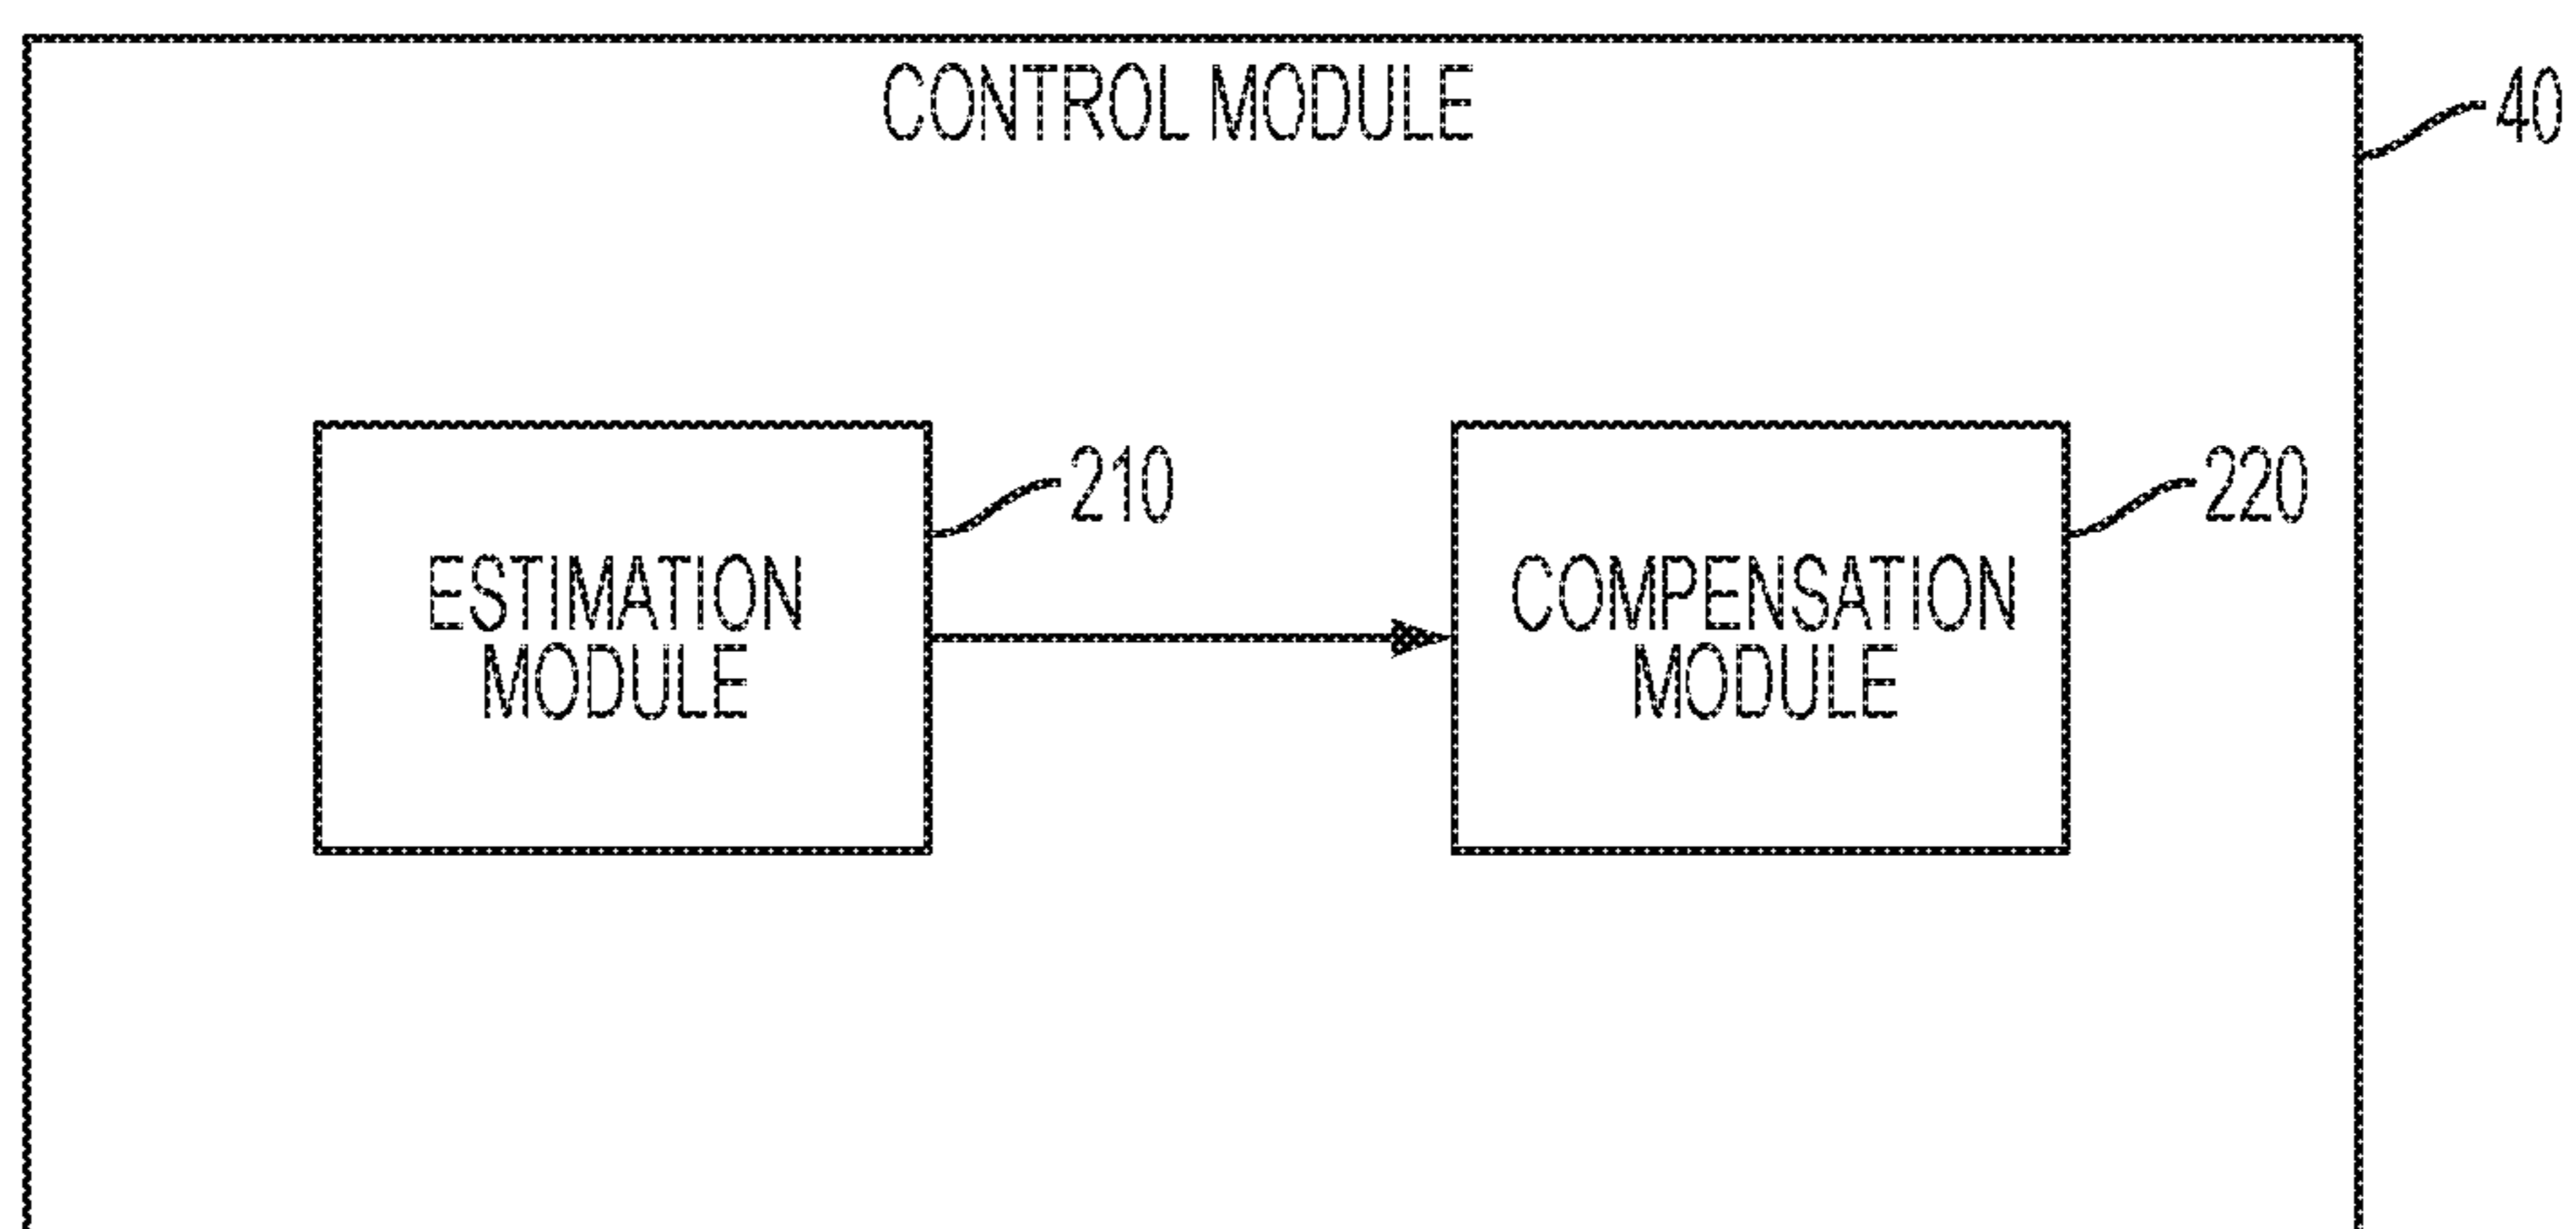 CONTROL MODULE
40
210
220
ESTIMATION
MODULE
COMPENSATION
MODULE